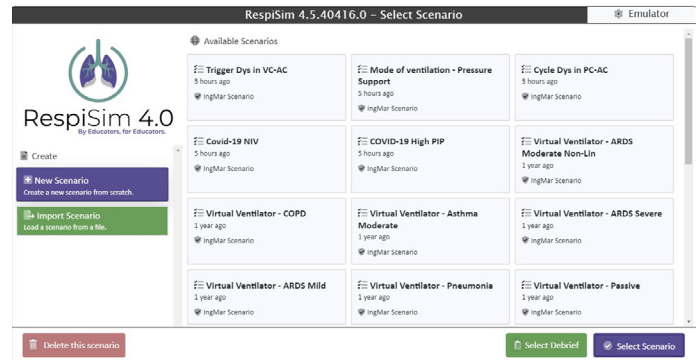 RespiSim 4.5.40416.0 – Select Scenario
Emulator
RespiSim 4.0
By Educators, for Educators.
Create
New Scenario
Create a new scenario from scratch.
Import Scenario
Load a scenario from a file.
Available Scenarios
Trigger Dys in VC-AC
5 hours ago
IngMar Scenario
Mode of ventilation - Pressure
Support
5 hours ago
IngMar Scenario
Cycle Dys in PC-AC
5 hours ago
IngMar Scenario
Covid-19 NIV
5 hours ago
IngMar Scenario
COVID-19 High PIP
5 hours ago
IngMar Scenario
Virtual Ventilator - ARDS
Moderate Non-Lin
1 year ago
IngMar Scenario
Virtual Ventilator - COPD
1 year ago
IngMar Scenario
Virtual Ventilator - Asthma
Moderate
1 year ago
IngMar Scenario
Virtual Ventilator - ARDS Severe
1 year ago
IngMar Scenario
Virtual Ventilator - ARDS Mild
1 year ago
IngMar Scenario
Virtual Ventilator - Pneumonia
1 year ago
IngMar Scenario
Virtual Ventilator - Passive
1 year ago
IngMar Scenario
Delete this scenario
Select Debrief
Select Scenario